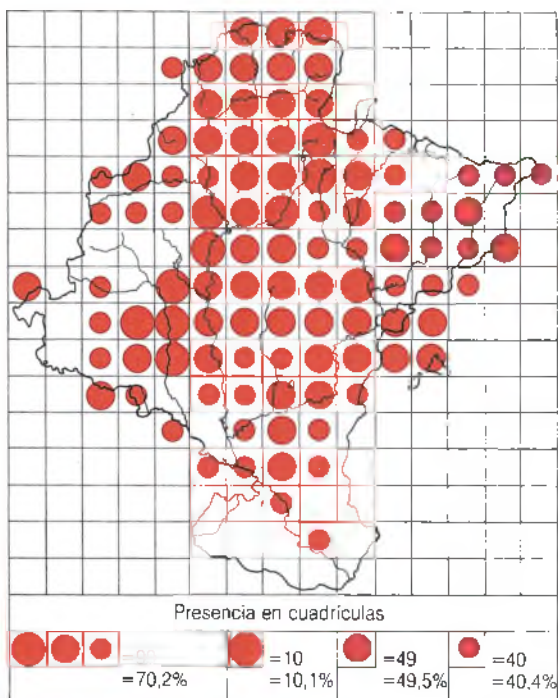 Presencia en cuadrículas
=10 =49 =40
=70,2% =10,1% =49,5% =40,4%